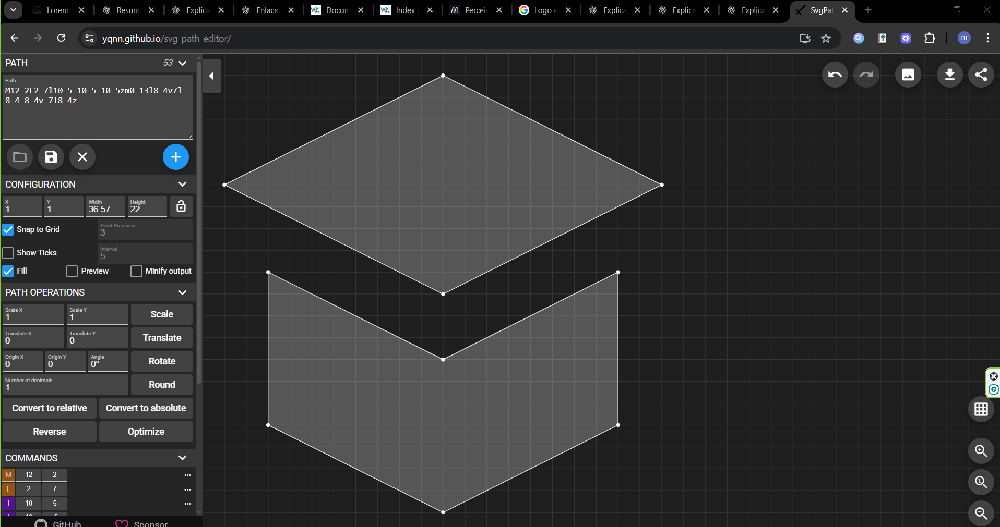 Lorem
Resum
Explica
Enlace
W3C Docum
W3C Index
Percei
G Logo e
Explica
Explica
Explica
SvgPat
yqnn.github.io/svg-path-editor/
m
PATH 53
Path
M12 2L2 7l10 5 10-5-10-5zm0 13l8-4v7l-
8 4-8-4v-7l8 4z
CONFIGURATION
X
1
Y
1
Width
36.57
Height
22
Snap to Grid
Point Precision
3
Show Ticks
Interval
5
Fill
Preview
Minify output
PATH OPERATIONS
Scale X
1
Scale Y
1
Scale
Translate X
0
Translate Y
0
Translate
Origin X
0
Origin Y
0
Angle
0°
Rotate
Number of decimals
1
Round
Convert to relative
Convert to absolute
Reverse
Optimize
COMMANDS
M 12 2
L 2 7
l 10 5
GitHub
Sponsor